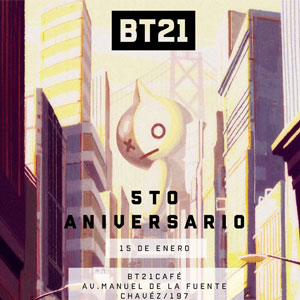 BT21
5TO
ANIVERSARIO
15 DE ENERO
BT21CAFÉ
AV.MANUEL DE LA FUENTE
CHAVÉZ/197